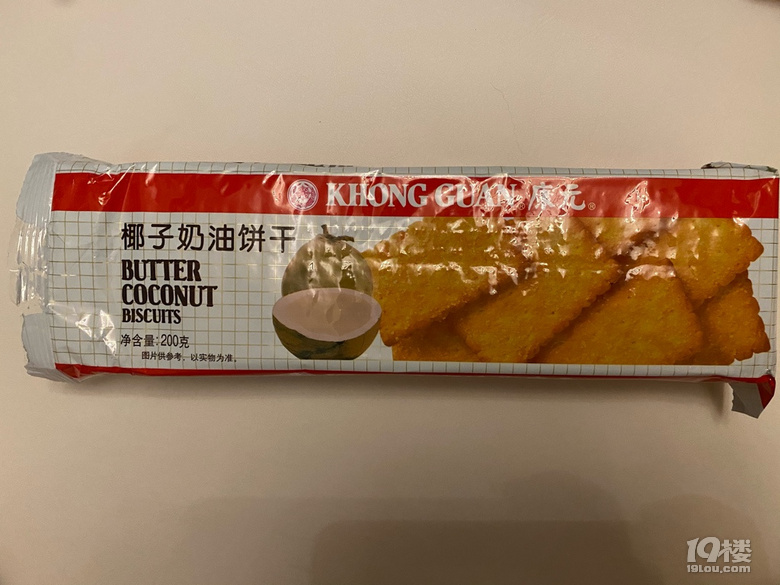 KHONG GUAN 康元®
椰子奶油饼干
BUTTER
COCONUT
BISCUITS
净含量:200克
图片供参考，以实物为准。
19楼
19lou.com